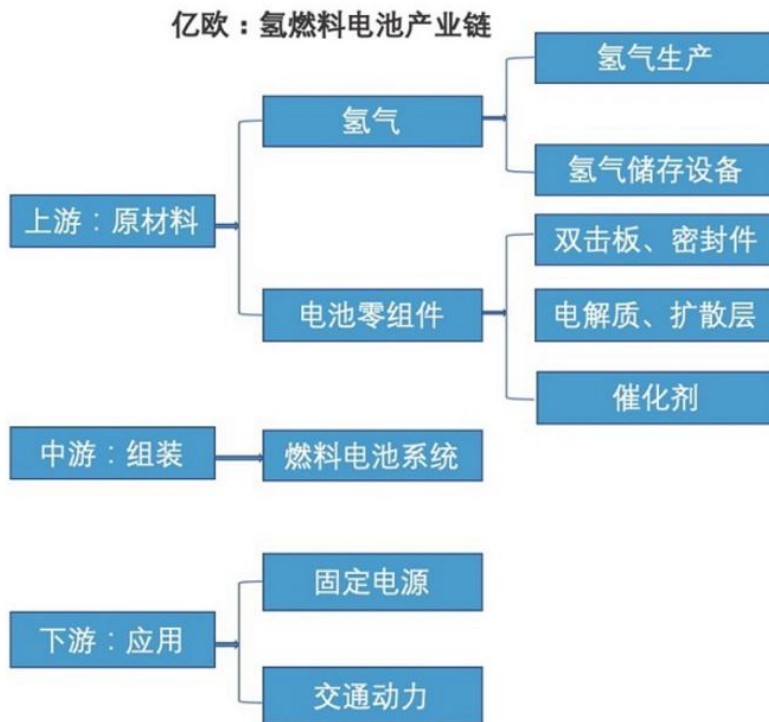 亿欧：氢燃料电池产业链
上游：原材料
氢气
氢气生产
氢气储存设备
电池零组件
双击板、密封件
电解质、扩散层
催化剂
中游：组装
燃料电池系统
下游：应用
固定电源
交通动力